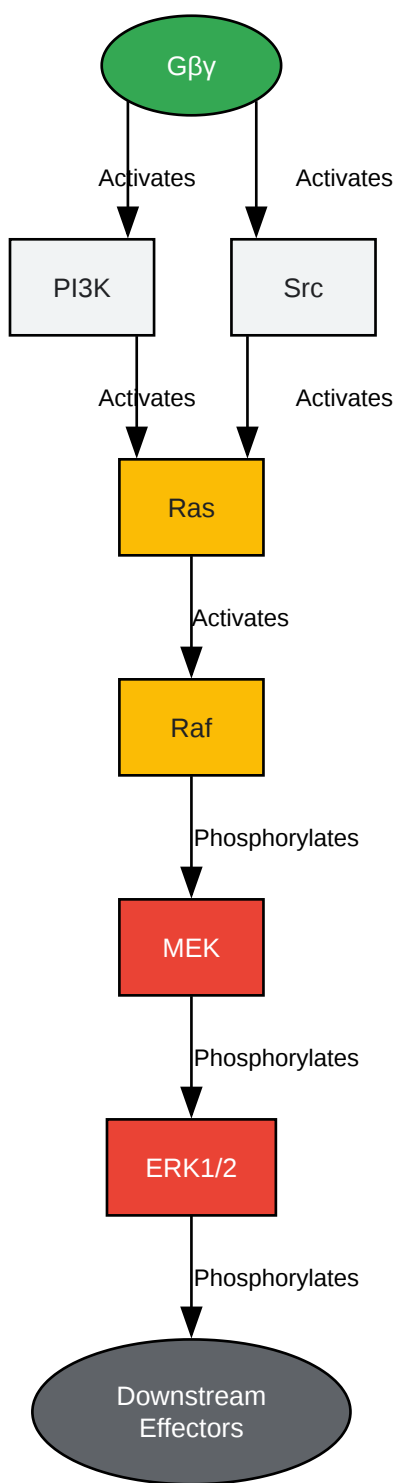 Gβγ
Activates
Activates
PI3K
Src
Activates
Activates
Ras
Activates
Raf
Phosphorylates
MEK
Phosphorylates
ERK1/2
Phosphorylates
Downstream
Effectors